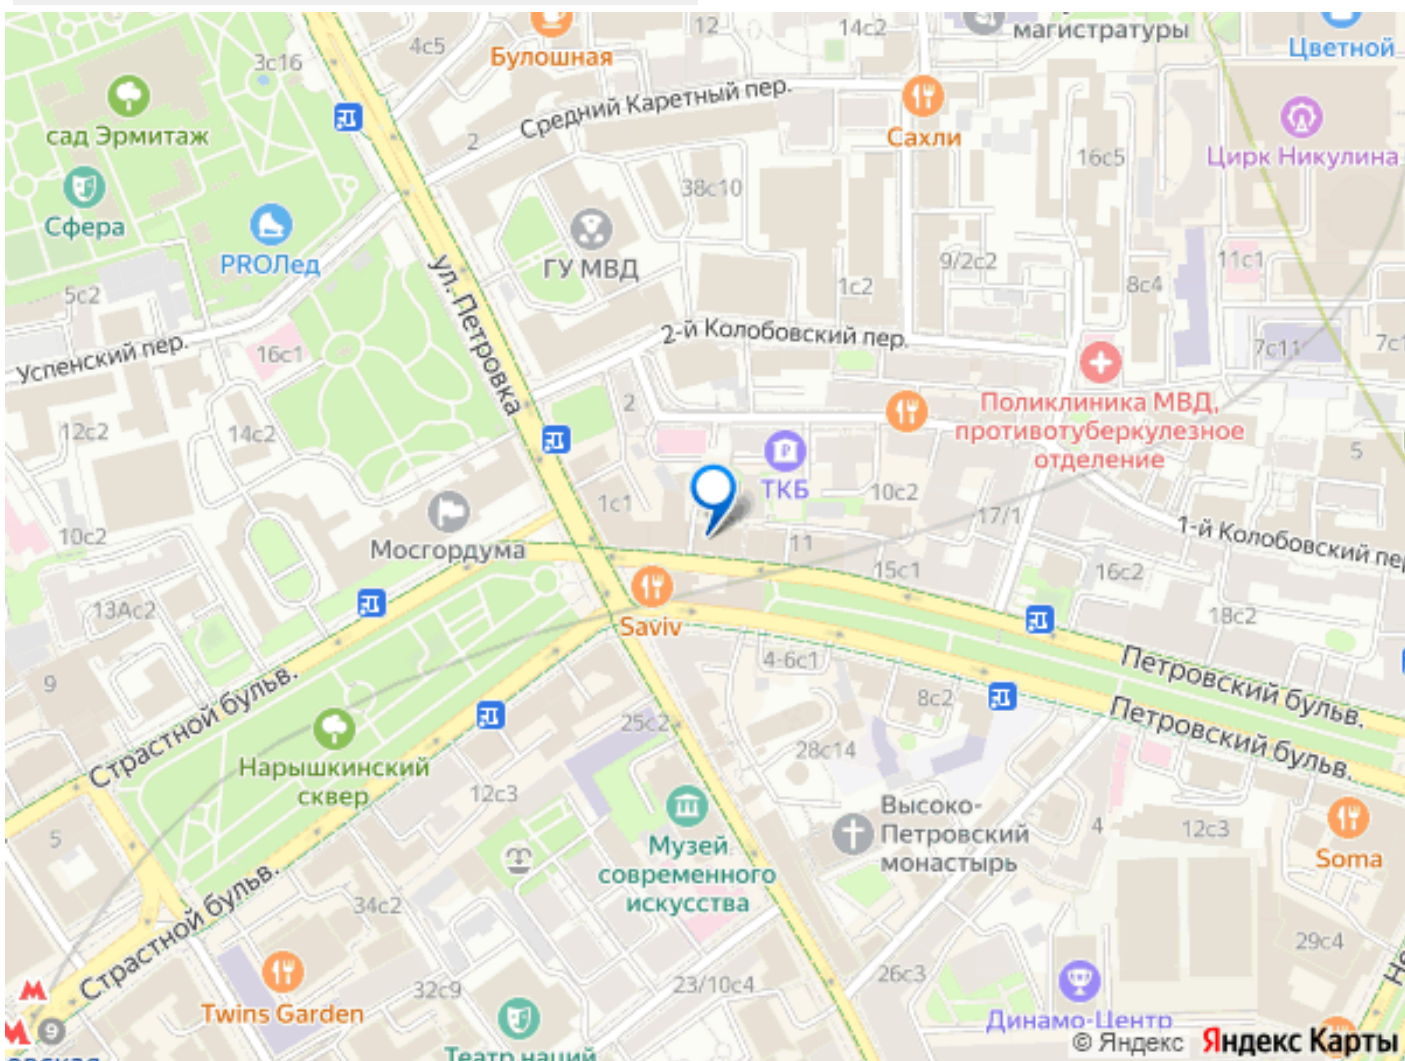 12
14с2
магистратуры
Цветной
4с5
Булошная
3с16
Средний Каретный пер.
сад Эрмитаж
2
Сахли
16с5
Цирк Никулина
38с10
Сфера
PROЛед
ГУ МВД
ул. Петровка
9/2с2
11с1
1с2
8с4
5с2
2-й Колобовский пер.
Успенский пер.
16с1
7с11
7с1
2
Поликлиника МВД,
противотуберкулезное
отделение
12с2
14с2
5
ТКБ
10с2
1с1
17/1
10с2
Мосгордума
11
1-й Колобовский пер
15с1
16с2
13Ас2
18с2
Saviv
4-6с1
Петровский бульв.
9
8с2
Страстной бульв.
25с2
Петровский бульв.
28с14
Нарышкинский
сквер
12с3
Высоко-
Петровский
монастырь
4
12с3
5
Музей
современного
искусства
Soma
Страстной бульв.
34с2
29с4
26с3
Twins Garden
32с9
23/10с4
Не
9
Динамо-Центр
Театр наций
© Яндекс Яндекс Карты